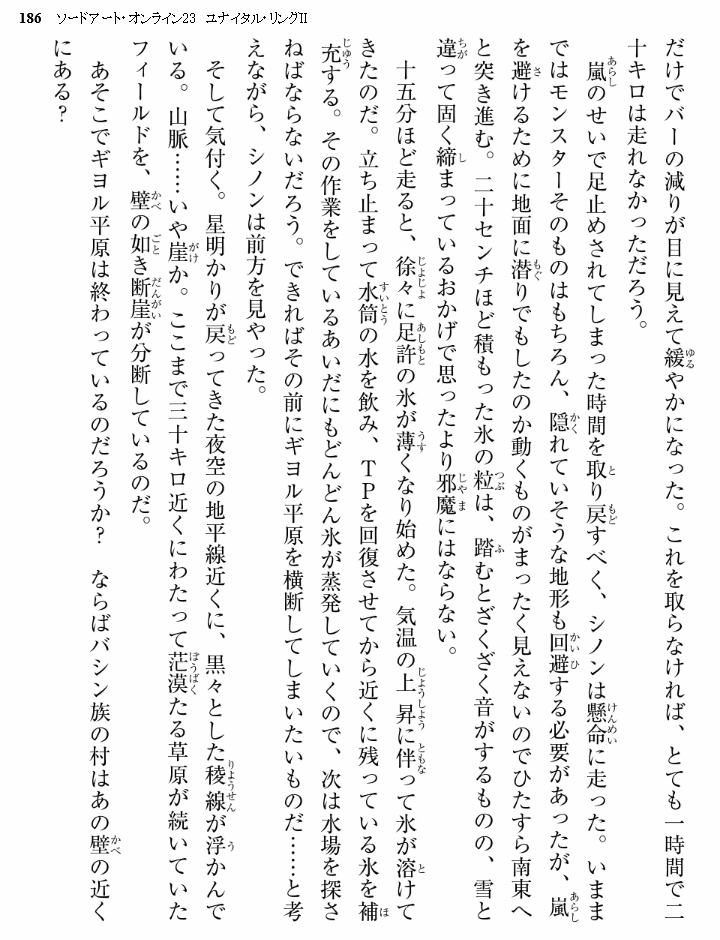 186　ソードアート・オンライン23　ユナイタル・リングII
だけでバーの減りが目に見えて緩やかになった。これを取らなければ、とても一時間で二
十キロは走れなかっただろう。
　嵐のせいで足止めされてしまった時間を取り戻すべく、シノンは懸命に走った。いまま
ではモンスターそのものはもちろん、隠れていそうな地形も回避する必要があったが、嵐
を避けるために地面に潜りでもしたのか動くものがまったく見えないのでひたすら南東へ
と突き進む。二十センチほど積もった氷の粒は、踏むとざくざく音がするものの、雪と
違って固く締まっているおかげで思ったより邪魔にはならない。
　十五分ほど走ると、徐々に足許の氷が薄くなり始めた。気温の上昇に伴って氷が溶けて
きたのだ。立ち止まって水筒の水を飲み、ＴＰを回復させてから近くに残っている氷を補
充する。その作業をしているあいだにもどんどん氷が蒸発していくので、次は水場を探さ
ねばならないだろう。できればその前にギヨル平原を横断してしまいたいものだ……と考
えながら、シノンは前方を見やった。
　そして気付く。星明かりが戻ってきた夜空の地平線近くに、黒々とした稜線が浮かんで
いる。山脈……いや崖か。ここまで三十キロ近くにわたって茫漠たる草原が続いていた
フィールドを、壁の如き断崖が分断しているのだ。
　あそこでギヨル平原は終わっているのだろうか？　ならばバシン族の村はあの壁の近く
にある？